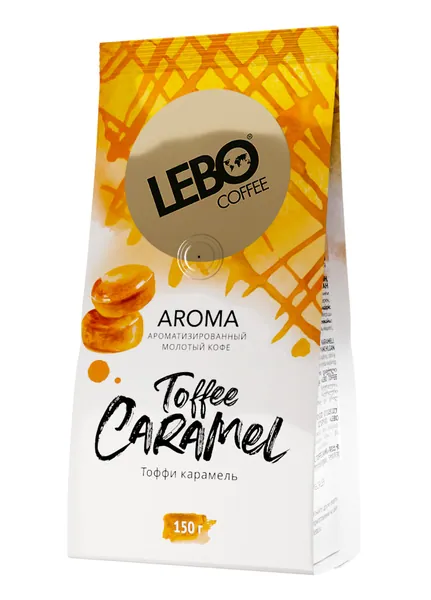 LEBO®
COFFEE
AROMA
АРОМАТИЗИРОВАННЫЙ
МОЛОТЫЙ КОФЕ
Toffee
CARAMEL
Тоффи карамель
150 г